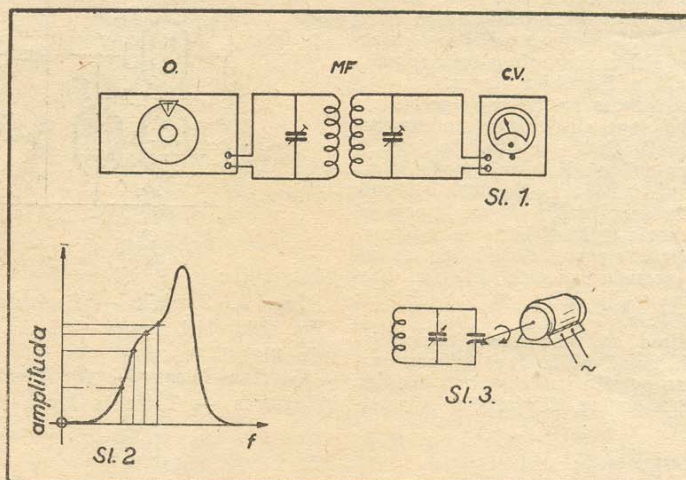 O.
MF
C.V.
Sl. 1.
amplituda
f
Sl. 2
~
Sl. 3.